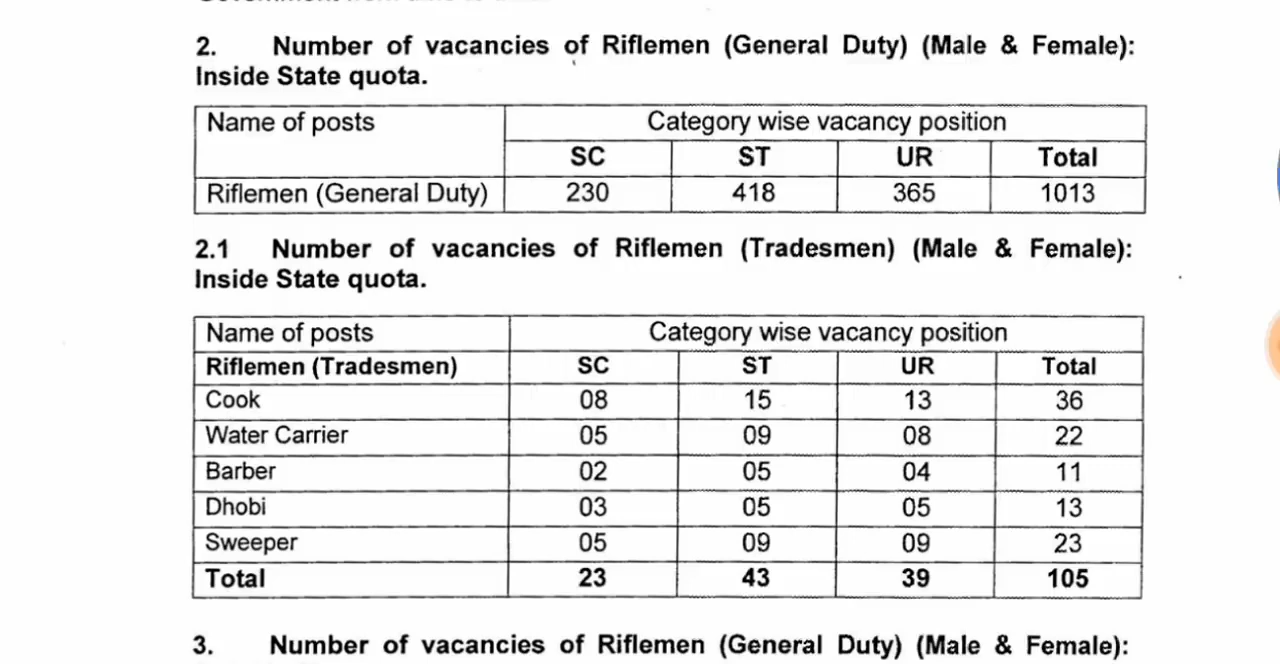 2. Number of vacancies of Riflemen (General Duty) (Male & Female):
Inside State quota.
Name of posts Category wise vacancy position
SC ST UR Total
Riflemen (General Duty) 230 418 365 1013
2.1 Number of vacancies of Riflemen (Tradesmen) (Male & Female):
Inside State quota.
Name of posts Category wise vacancy position
Riflemen (Tradesmen) SC ST UR Total
Cook 08 15 13 36
Water Carrier 05 09 08 22
Barber 02 05 04 11
Dhobi 03 05 05 13
Sweeper 05 09 09 23
Total 23 43 39 105
3. Number of vacancies of Riflemen (General Duty) (Male & Female):